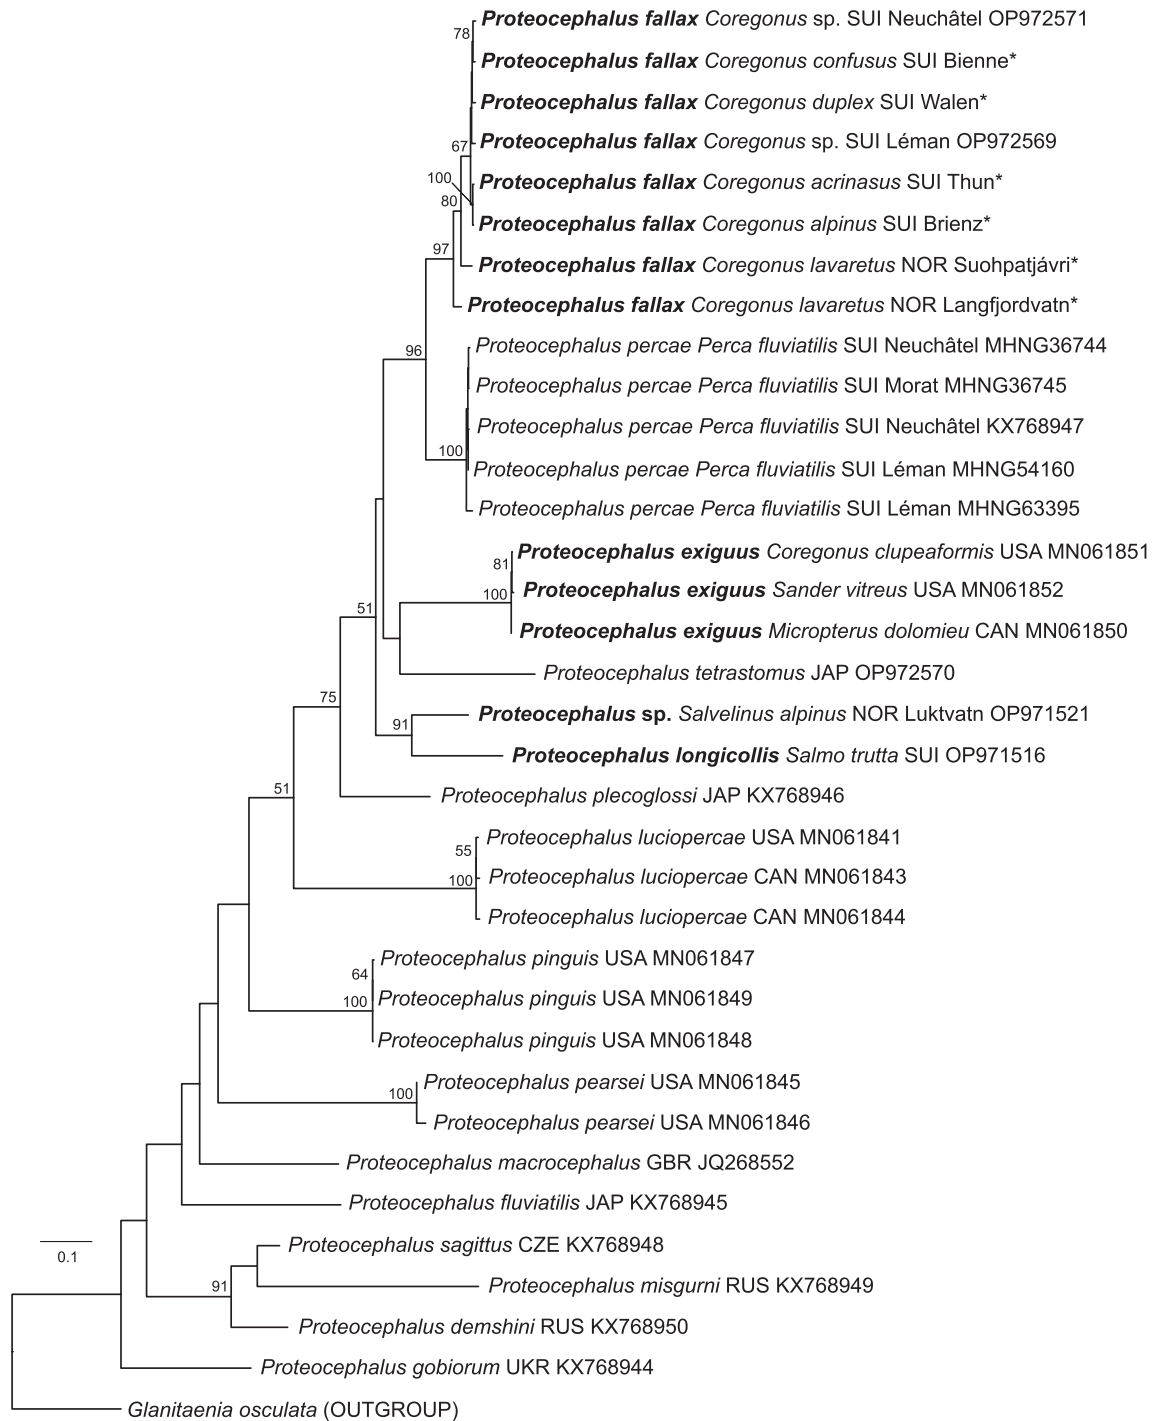 Proteocephalus fallax Coregonus sp. SUI Neuchâtel OP972571
78
Proteocephalus fallax Coregonus confusus SUI Bienne*
Proteocephalus fallax Coregonus duplex SUI Walen*
Proteocephalus fallax Coregonus sp. SUI Léman OP972569
67
100
Proteocephalus fallax Coregonus acrinasus SUI Thun*
80
Proteocephalus fallax Coregonus alpinus SUI Brienz*
97
Proteocephalus fallax Coregonus lavaretus NOR Suohpatjávri*
Proteocephalus fallax Coregonus lavaretus NOR Langfjordvatn*
96
Proteocephalus percae Perca fluviatilis SUI Neuchâtel MHNG36744
Proteocephalus percae Perca fluviatilis SUI Morat MHNG36745
Proteocephalus percae Perca fluviatilis SUI Neuchâtel KX768947
100
Proteocephalus percae Perca fluviatilis SUI Léman MHNG54160
Proteocephalus percae Perca fluviatilis SUI Léman MHNG63395
Proteocephalus exiguus Coregonus clupeaformis USA MN061851
81
Proteocephalus exiguus Sander vitreus USA MN061852
100
51
Proteocephalus exiguus Micropterus dolomieu CAN MN061850
Proteocephalus tetrastomus JAP OP972570
75
Proteocephalus sp. Salvelinus alpinus NOR Luktvatn OP971521
91
Proteocephalus longicollis Salmo trutta SUI OP971516
51
Proteocephalus plecoglossi JAP KX768946
Proteocephalus luciopercae USA MN061841
55
100
Proteocephalus luciopercae CAN MN061843
Proteocephalus luciopercae CAN MN061844
Proteocephalus pinguis USA MN061847
64
100
Proteocephalus pinguis USA MN061849
Proteocephalus pinguis USA MN061848
Proteocephalus pearsei USA MN061845
100
Proteocephalus pearsei USA MN061846
Proteocephalus macrocephalus GBR JQ268552
Proteocephalus fluviatilis JAP KX768945
Proteocephalus sagittus CZE KX768948
0.1
91
Proteocephalus misgurni RUS KX768949
Proteocephalus demshini RUS KX768950
Proteocephalus gobiorum UKR KX768944
Glanitaenia osculata (OUTGROUP)